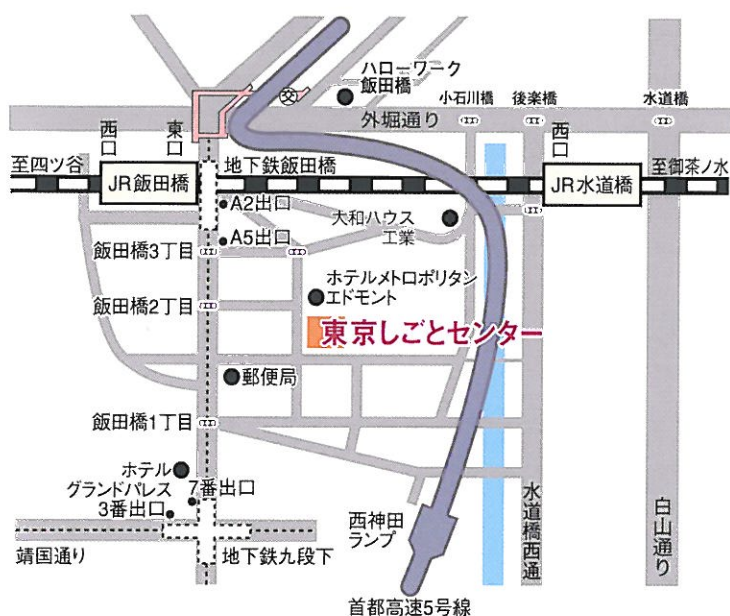 ハローワーク
飯田橋
小石川橋
後楽橋
水道橋
外堀通り
西口
東口
西口
至四ツ谷
JR飯田橋
地下鉄飯田橋
JR水道橋
至御茶ノ水
A2出口
大和ハウス
工業
A5出口
飯田橋3丁目
ホテルメトロポリタン
エドモント
飯田橋2丁目
東京しごとセンター
郵便局
飯田橋1丁目
ホテル
グランドパレス
7番出口
3番出口
西神田
ランプ
水道橋西通
白山通り
靖国通り
地下鉄九段下
首都高速5号線